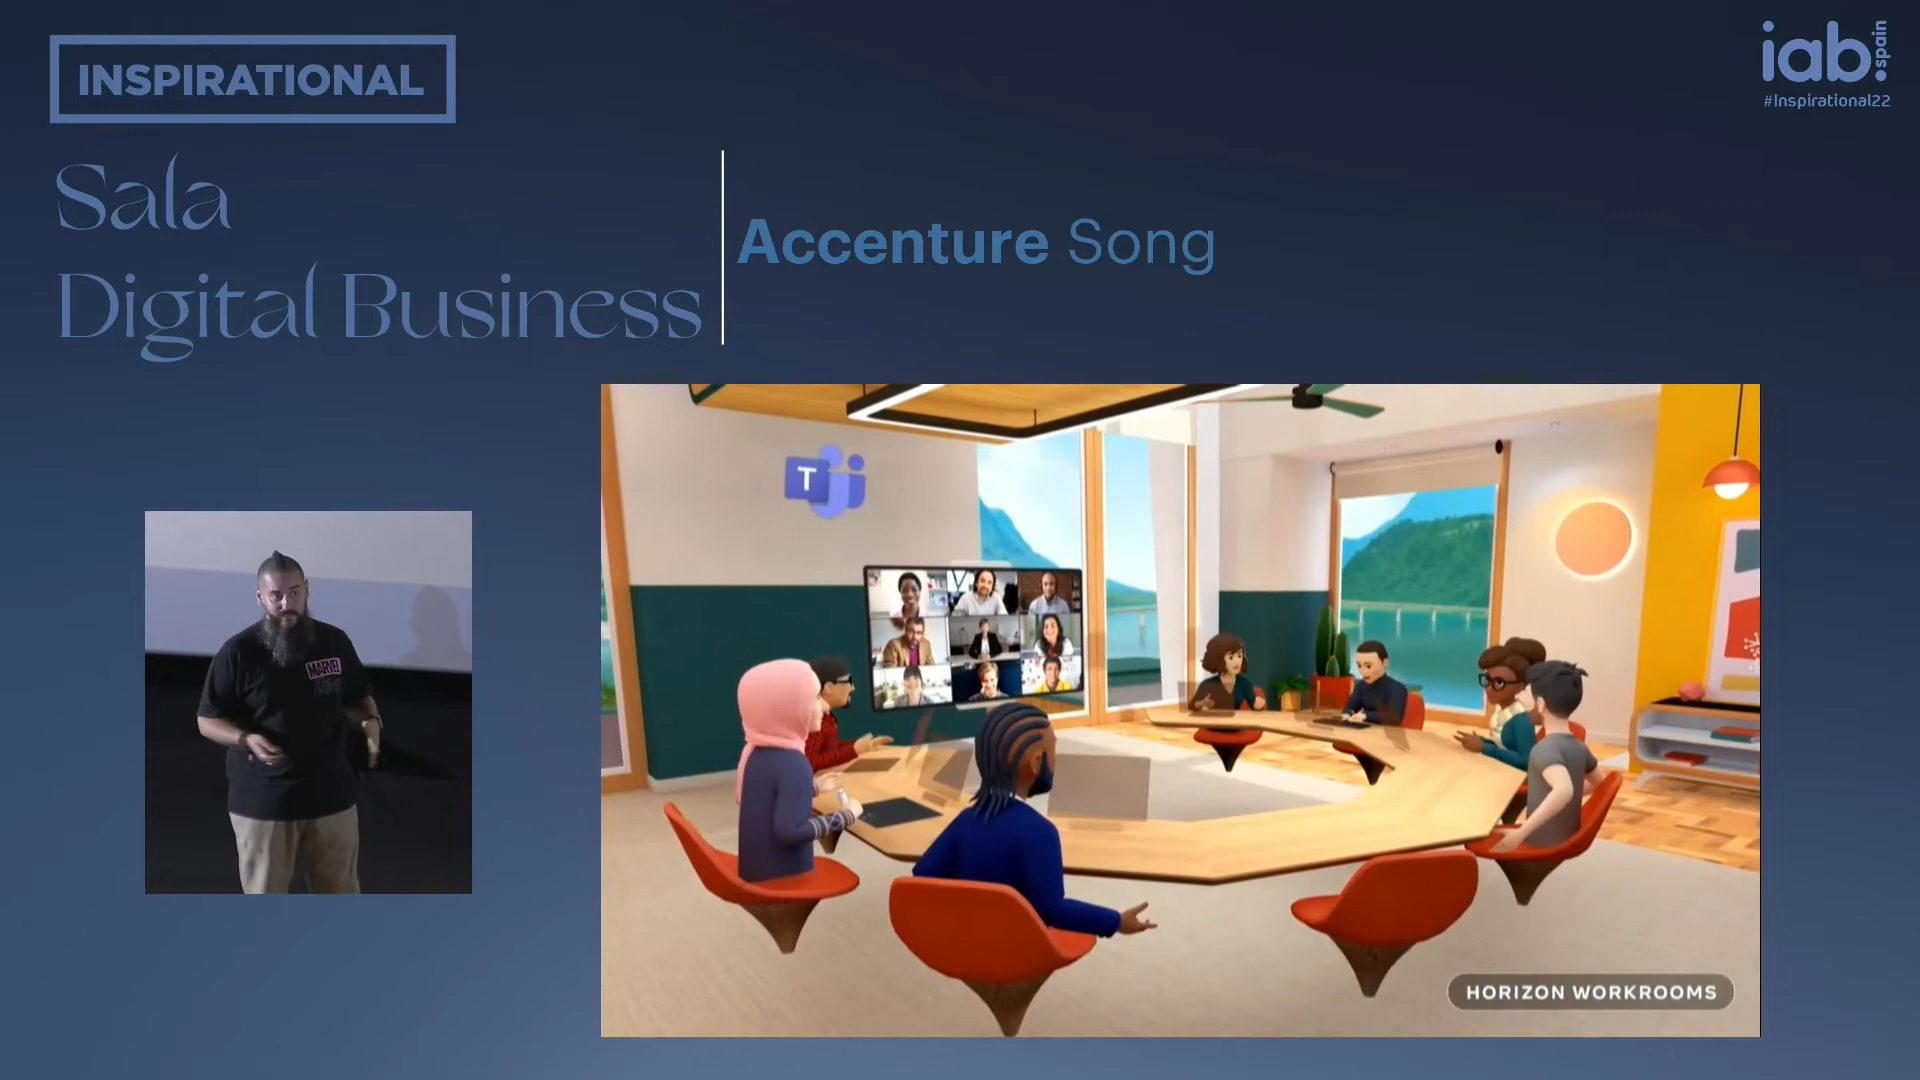 INSPIRATIONAL
iab.spain
#Inspirational22
Sala
Digital Business
Accenture Song
T
MARVEL
HORIZON WORKROOMS